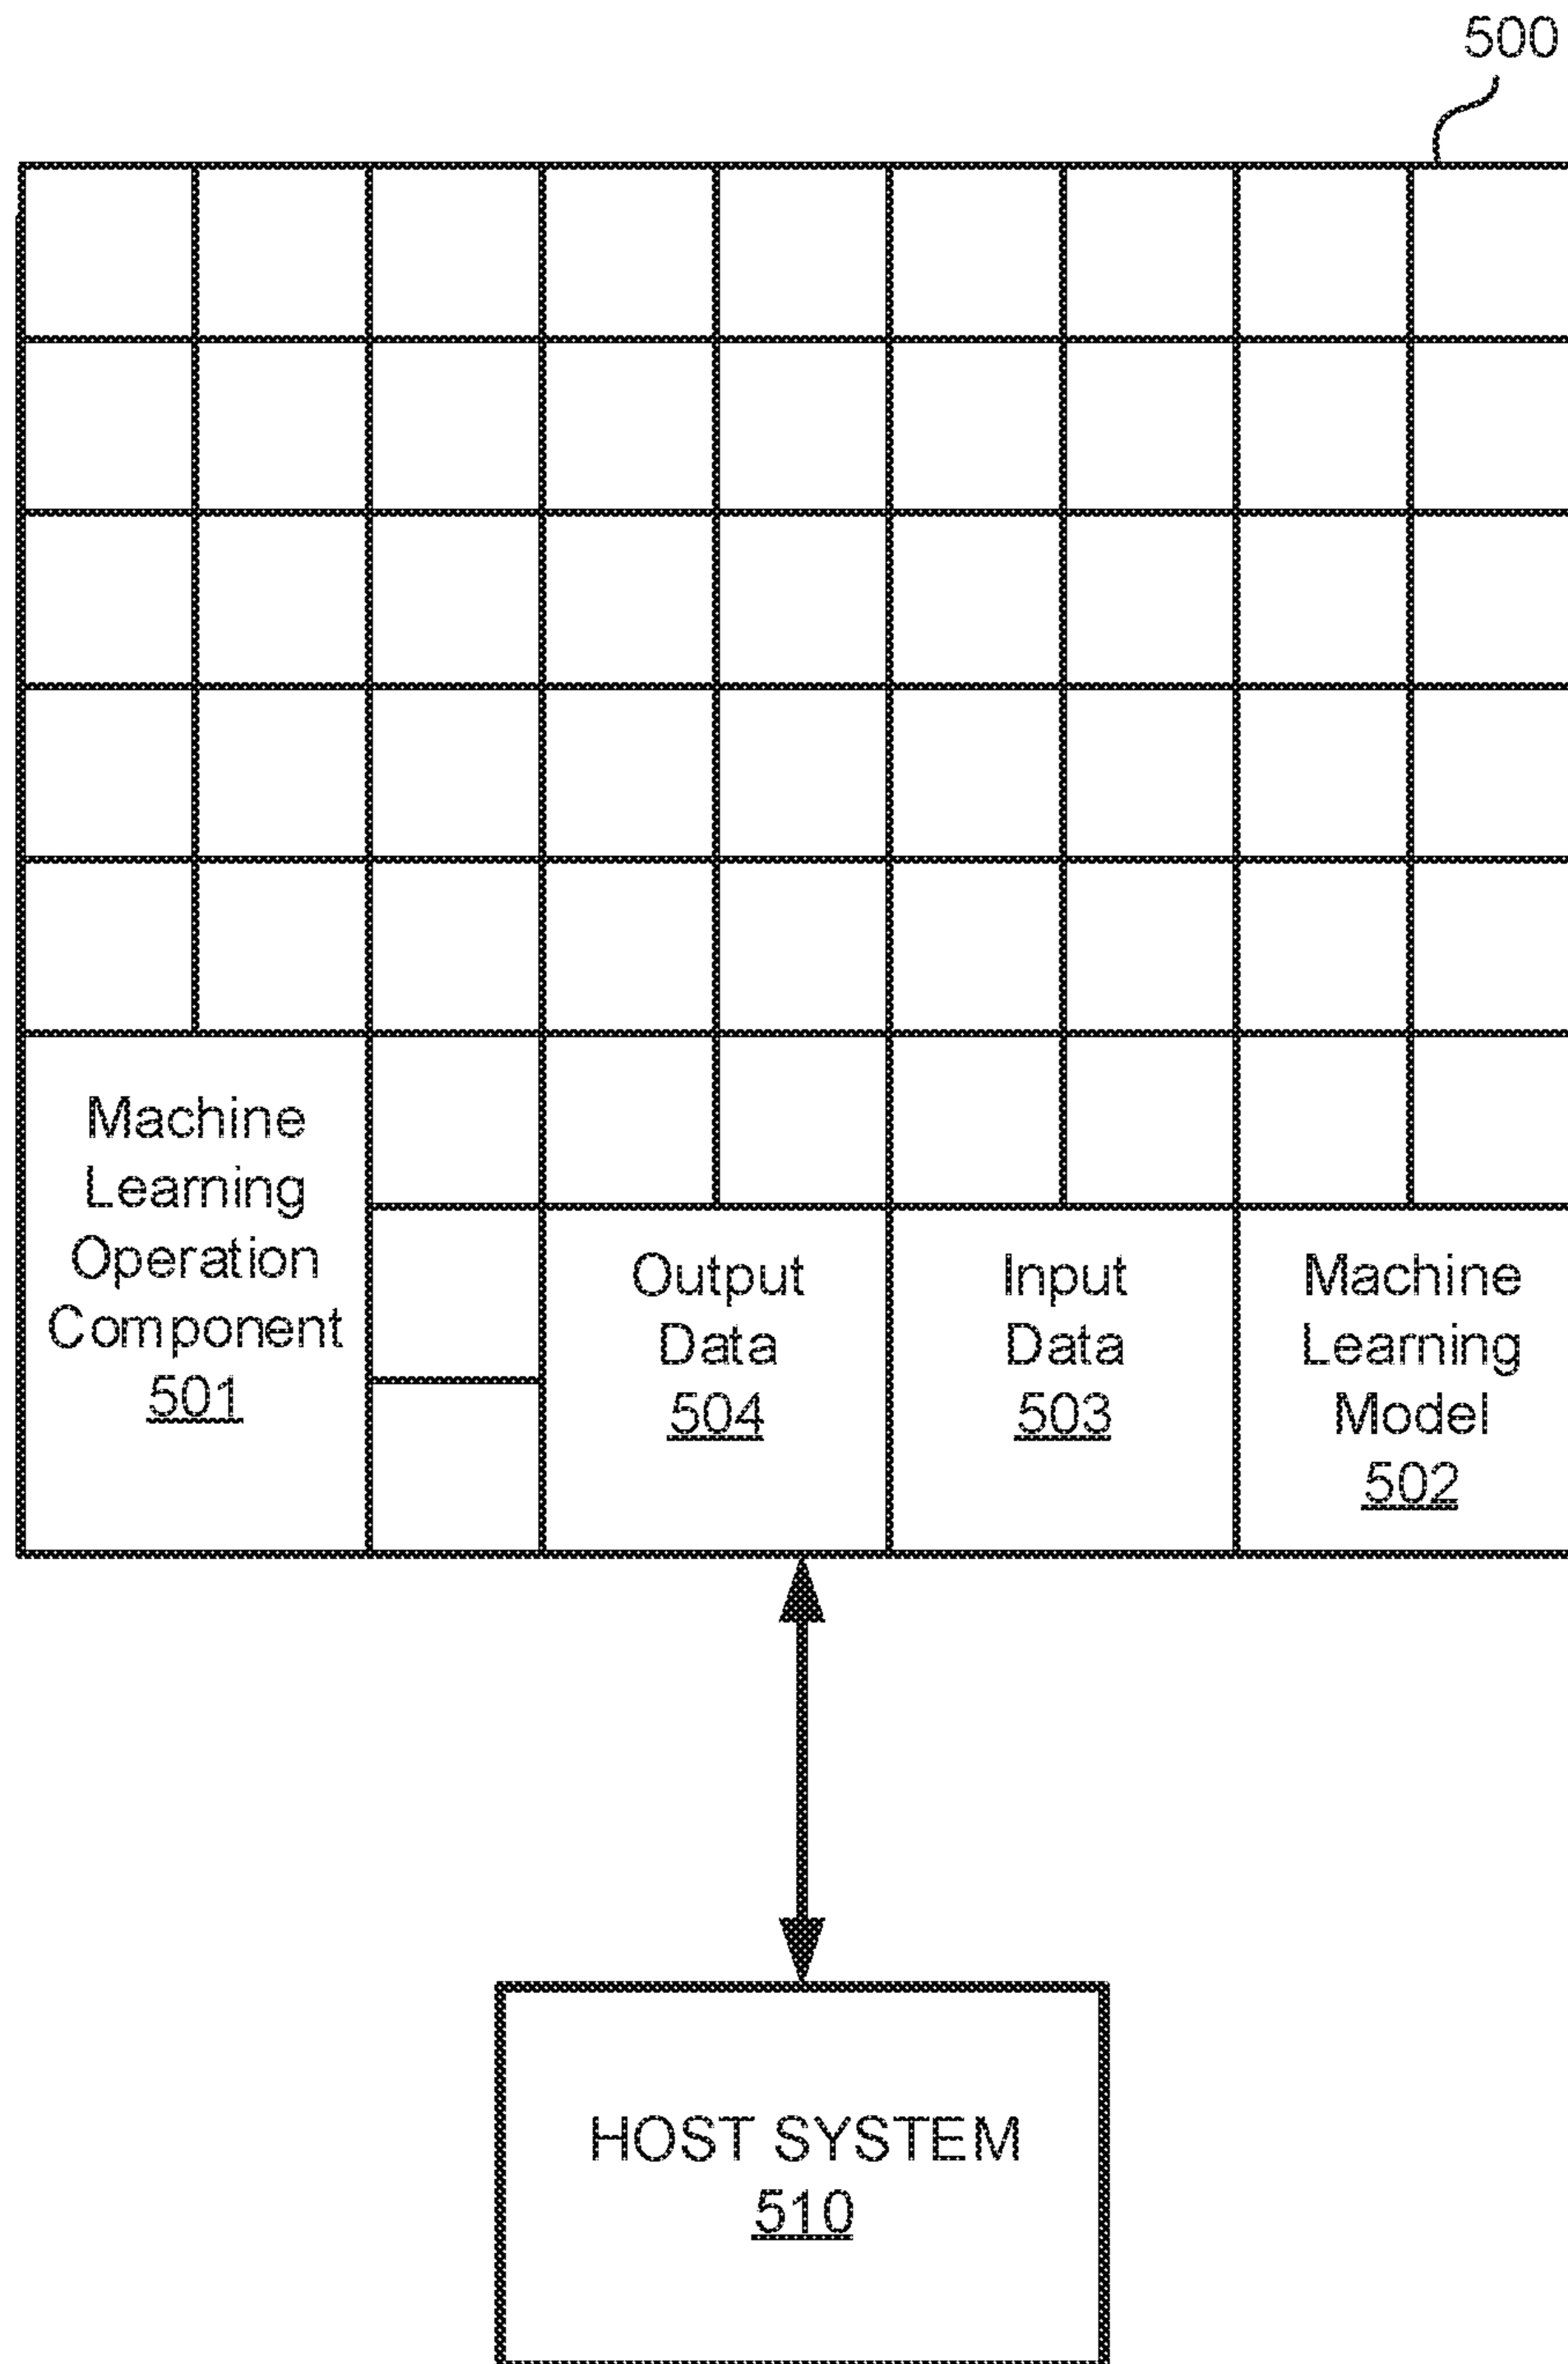 500
Machine
Learning
Operation
Component
501
Output
Data
504
Input
Data
503
Machine
Learning
Model
502
HOST SYSTEM
510